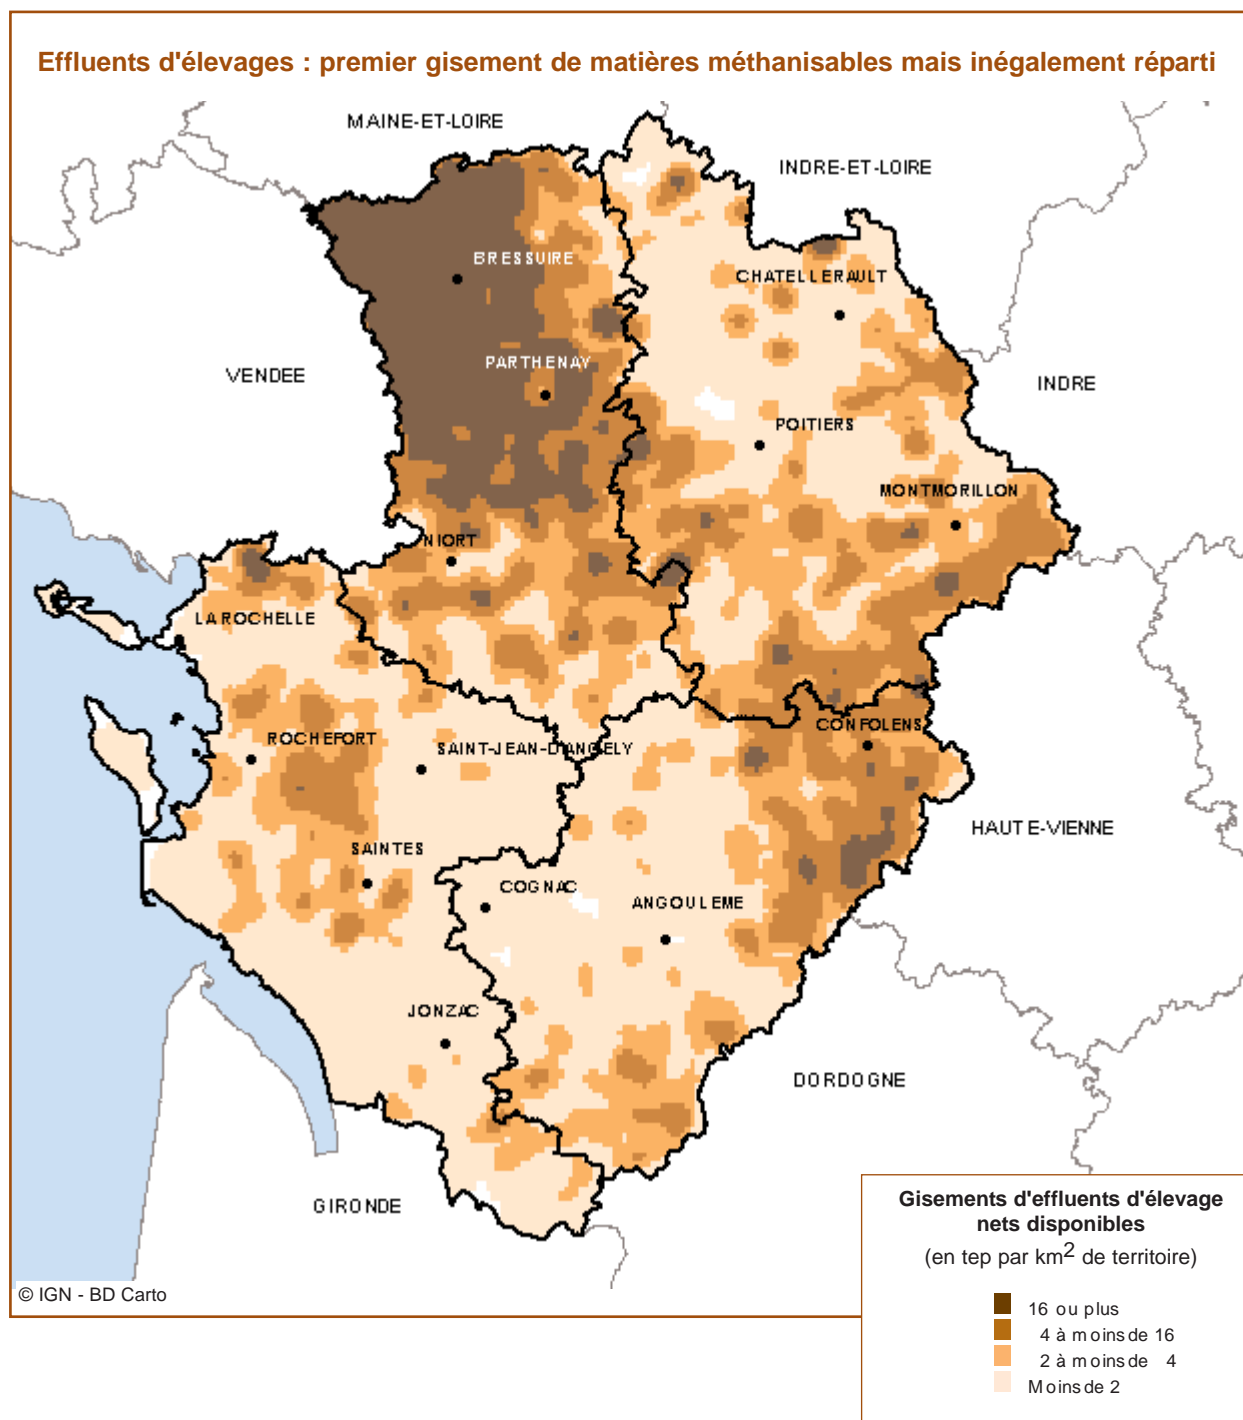 Effluents d'élevages : premier gisement de matières méthanisables mais inégalement réparti
MAINE-ET-LOIRE
INDRE-ET-LOIRE
BRESSUIRE
CHATELLERAULT
PARTHENAY
VENDEE
INDRE
POITIERS
MONTMORILLON
NIORT
LA ROCHELLE
CONFOLENS
ROCHEFORT
SAINT-JEAN-D'ANGELY
HAUTE-VIENNE
SAINTES
COGNAC
ANGOULEME
JONZAC
DORDOGNE
GIRONDE
Gisements d'effluents d'élevage
nets disponibles
(en tep par km2 de territoire)
16 ou plus
4 à moins de 16
2 à moins de 4
Moins de 2
© IGN - BD Carto